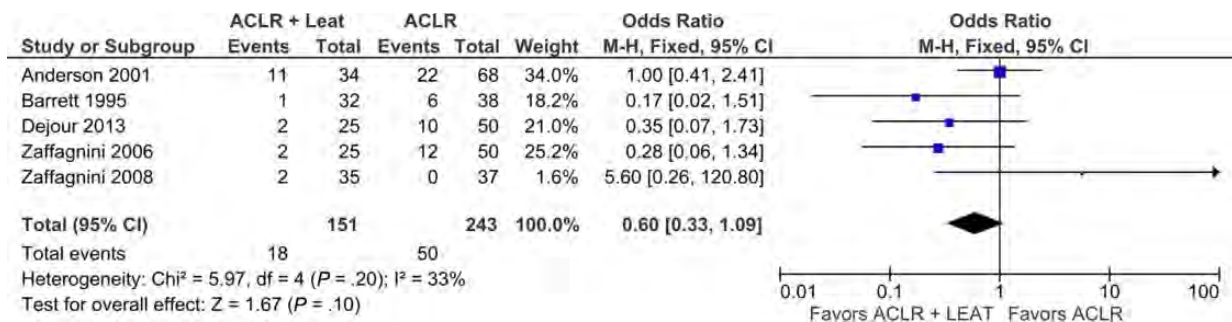 ACLR + Leat ACLR Odds Ratio Odds Ratio
Study or Subgroup Events Total Events Total Weight M-H, Fixed, 95% CI M-H, Fixed, 95% CI
Anderson 2001 11 34 22 68 34.0% 1.00 [0.41, 2.41]
Barrett 1995 1 32 6 38 18.2% 0.17 [0.02, 1.51]
Dejour 2013 2 25 10 50 21.0% 0.35 [0.07, 1.73]
Zaffagnini 2006 2 25 12 50 25.2% 0.28 [0.06, 1.34]
Zaffagnini 2008 2 35 0 37 1.6% 5.60 [0.26, 120.80]
Total (95% CI) 151 243 100.0% 0.60 [0.33, 1.09]
Total events 18 50
Heterogeneity: Chi² = 5.97, df = 4 (P = .20); I² = 33%
Test for overall effect: Z = 1.67 (P = .10)
0.01 0.1 1 10 100
Favors ACLR + LEAT Favors ACLR